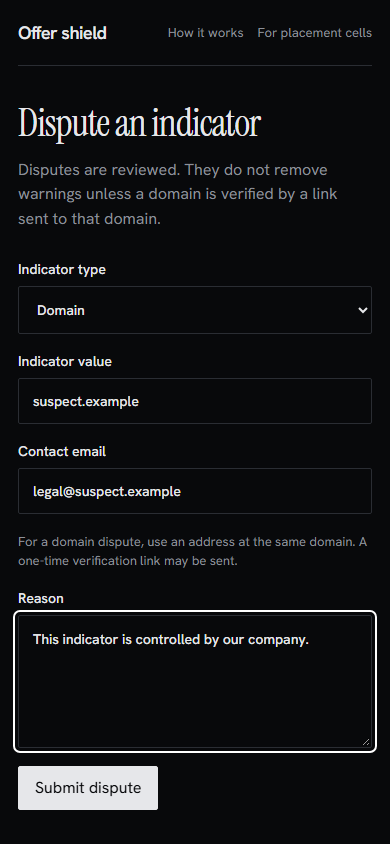 Offer shield
How it works
For placement cells
Dispute an indicator
Disputes are reviewed. They do not remove
warnings unless a domain is verified by a link
sent to that domain.
Indicator type
Domain
Indicator value
suspect.example
Contact email
legal@suspect.example
For a domain dispute, use an address at the same domain. A
one-time verification link may be sent.
Reason
This indicator is controlled by our company.
Submit dispute